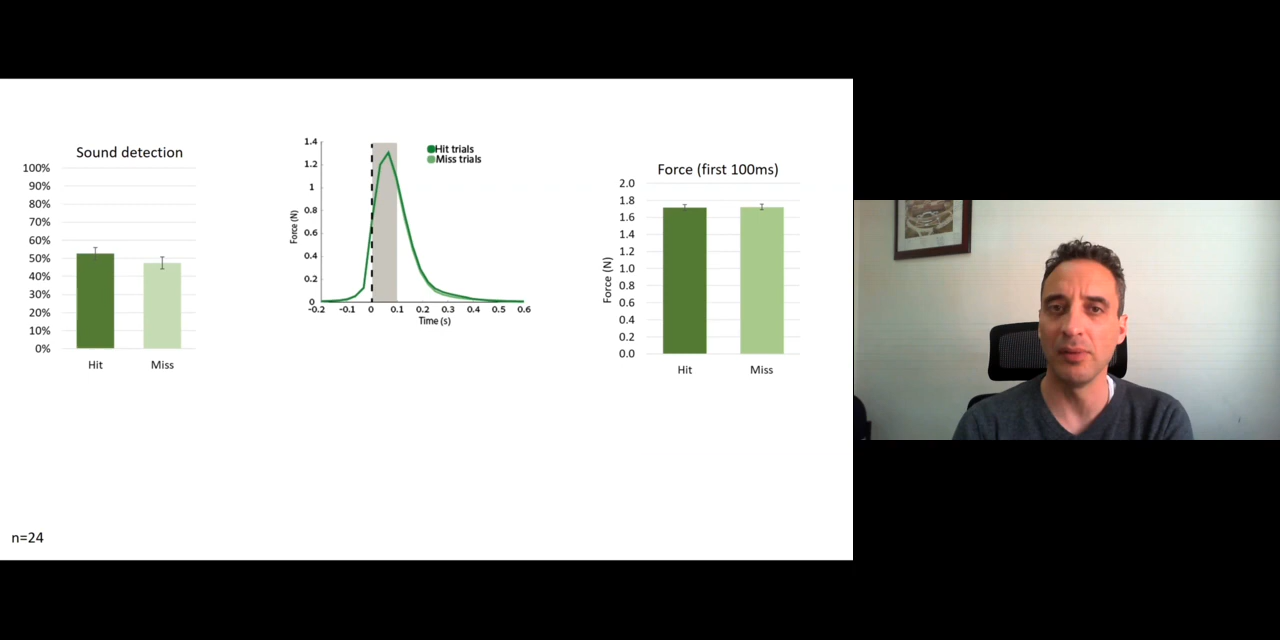 Sound detection
100%
90%
80%
70%
60%
50%
40%
30%
20%
10%
0%
Hit Miss
1.4
1.2
1
0.8
0.6
0.4
0.2
0
Force (N)
-0.2 -0.1 0 0.1 0.2 0.3 0.4 0.5 0.6
Time (s)
Hit trials
Miss trials
Force (first 100ms)
2.0
1.8
1.6
1.4
1.2
1.0
0.8
0.6
0.4
0.2
0.0
Force (N)
Hit Miss
n=24